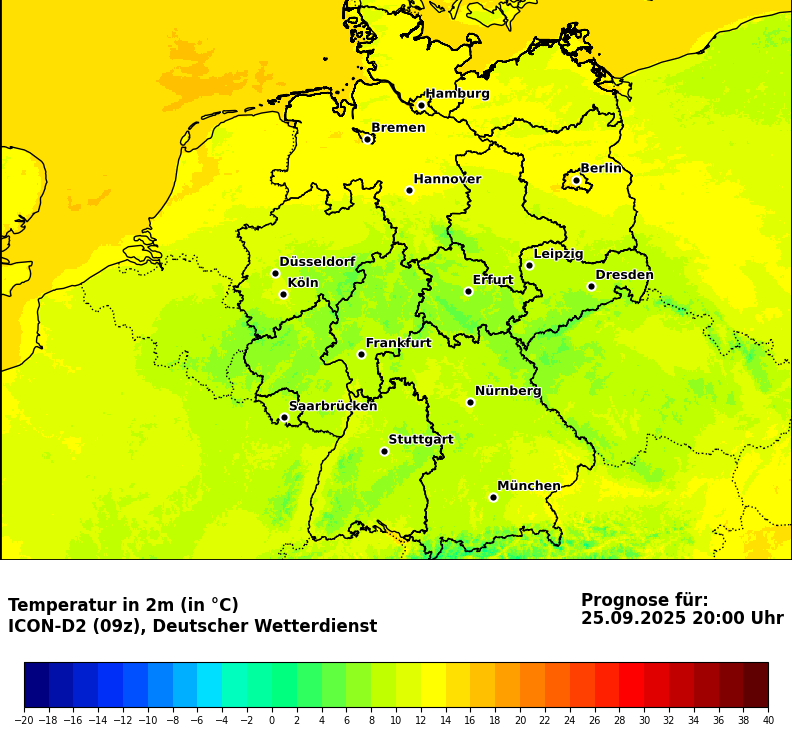 Hamburg
Bremen
Berlin
Hannover
Leipzig
Düsseldorf
Dresden
Köln
Erfurt
Frankfurt
Nürnberg
Saarbrücken
Stuttgart
München
Temperatur in 2m (in °C)
ICON-D2 (09z), Deutscher Wetterdienst
Prognose für:
25.09.2025 20:00 Uhr
−20 −18 −16 −14 −12 −10 −8 −6 −4 −2 0 2 4 6 8 10 12 14 16 18 20 22 24 26 28 30 32 34 36 38 40